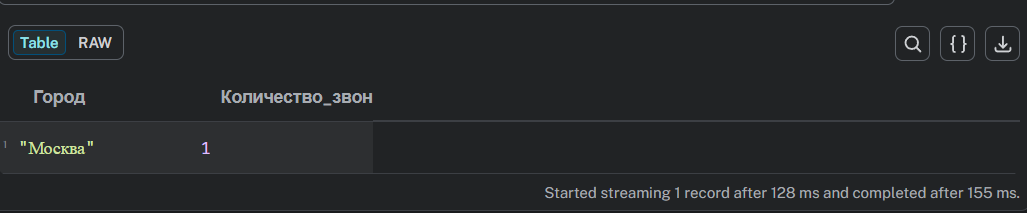 Table RAW
{ }
Город Количество_звон
1 "Москва" 1
Started streaming 1 record after 128 ms and completed after 155 ms.